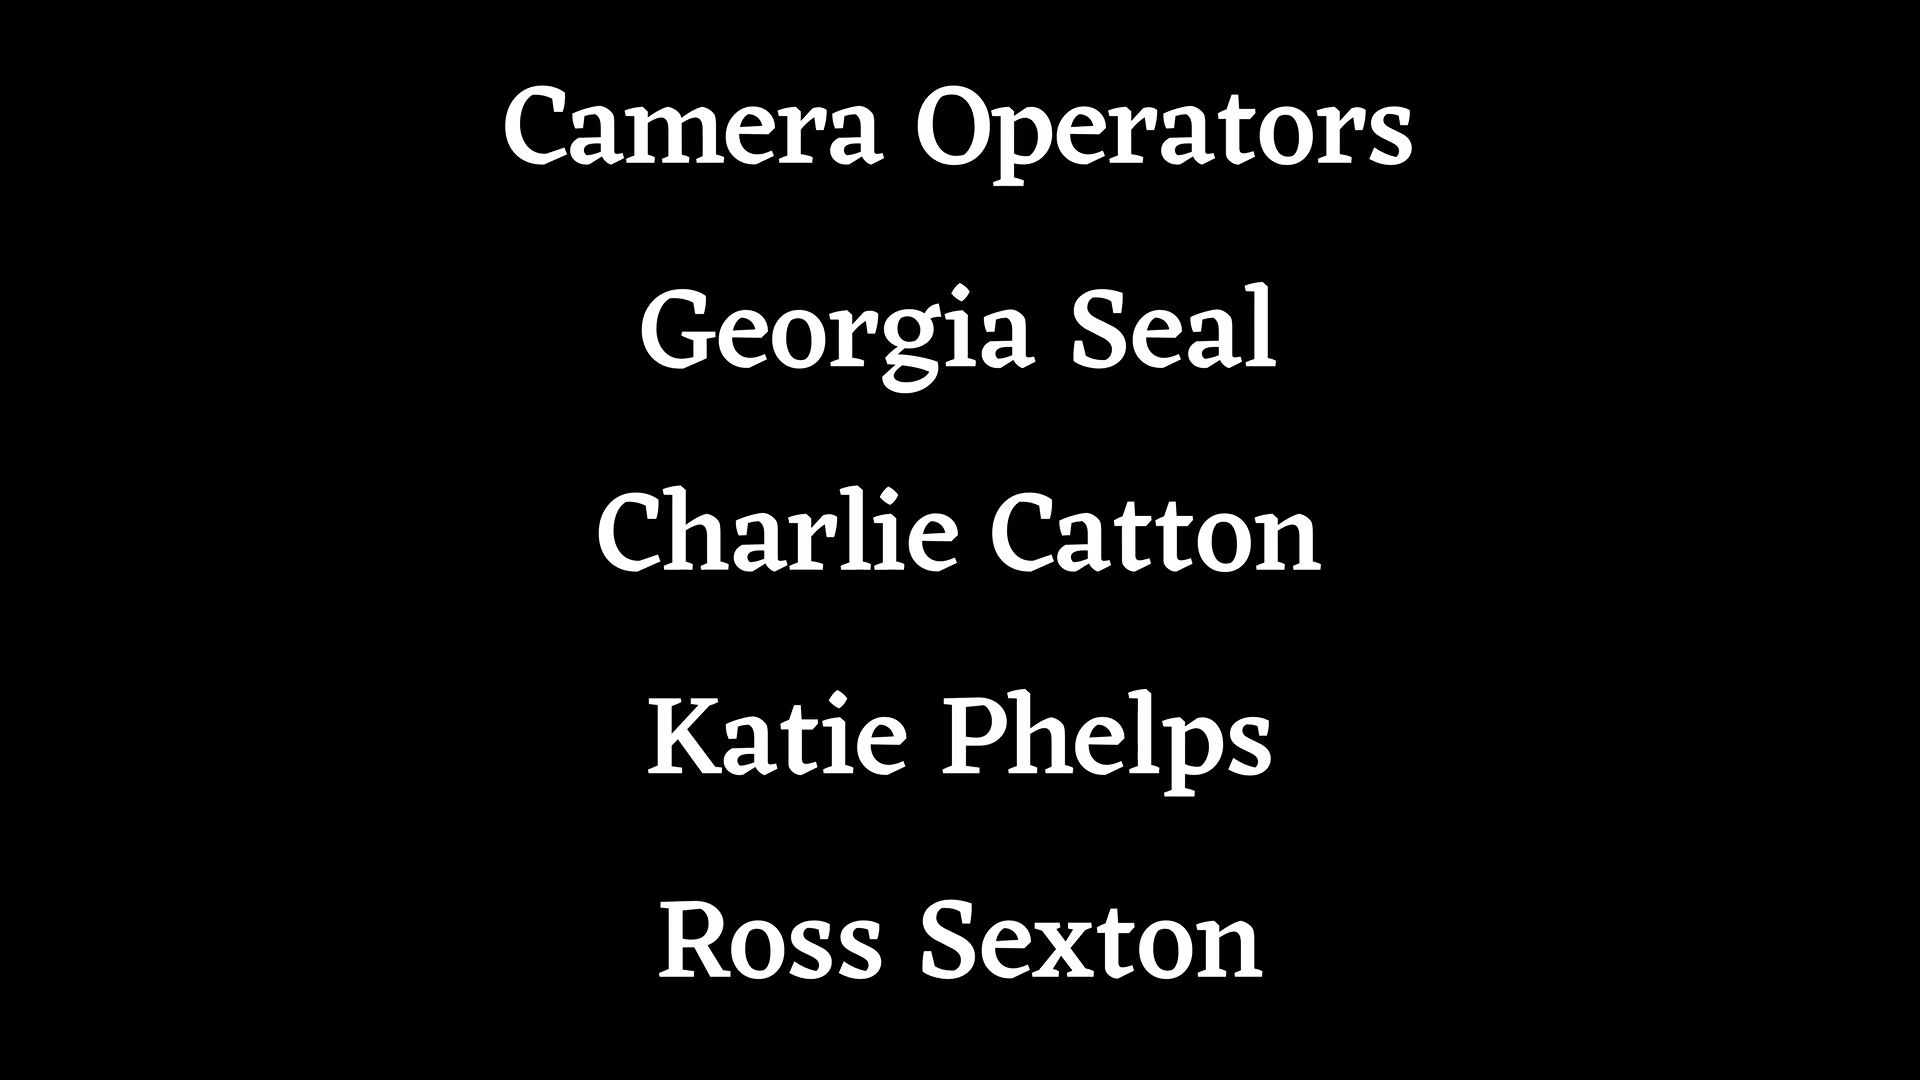 Camera Operators
Georgia Seal
Charlie Catton
Katie Phelps
Ross Sexton